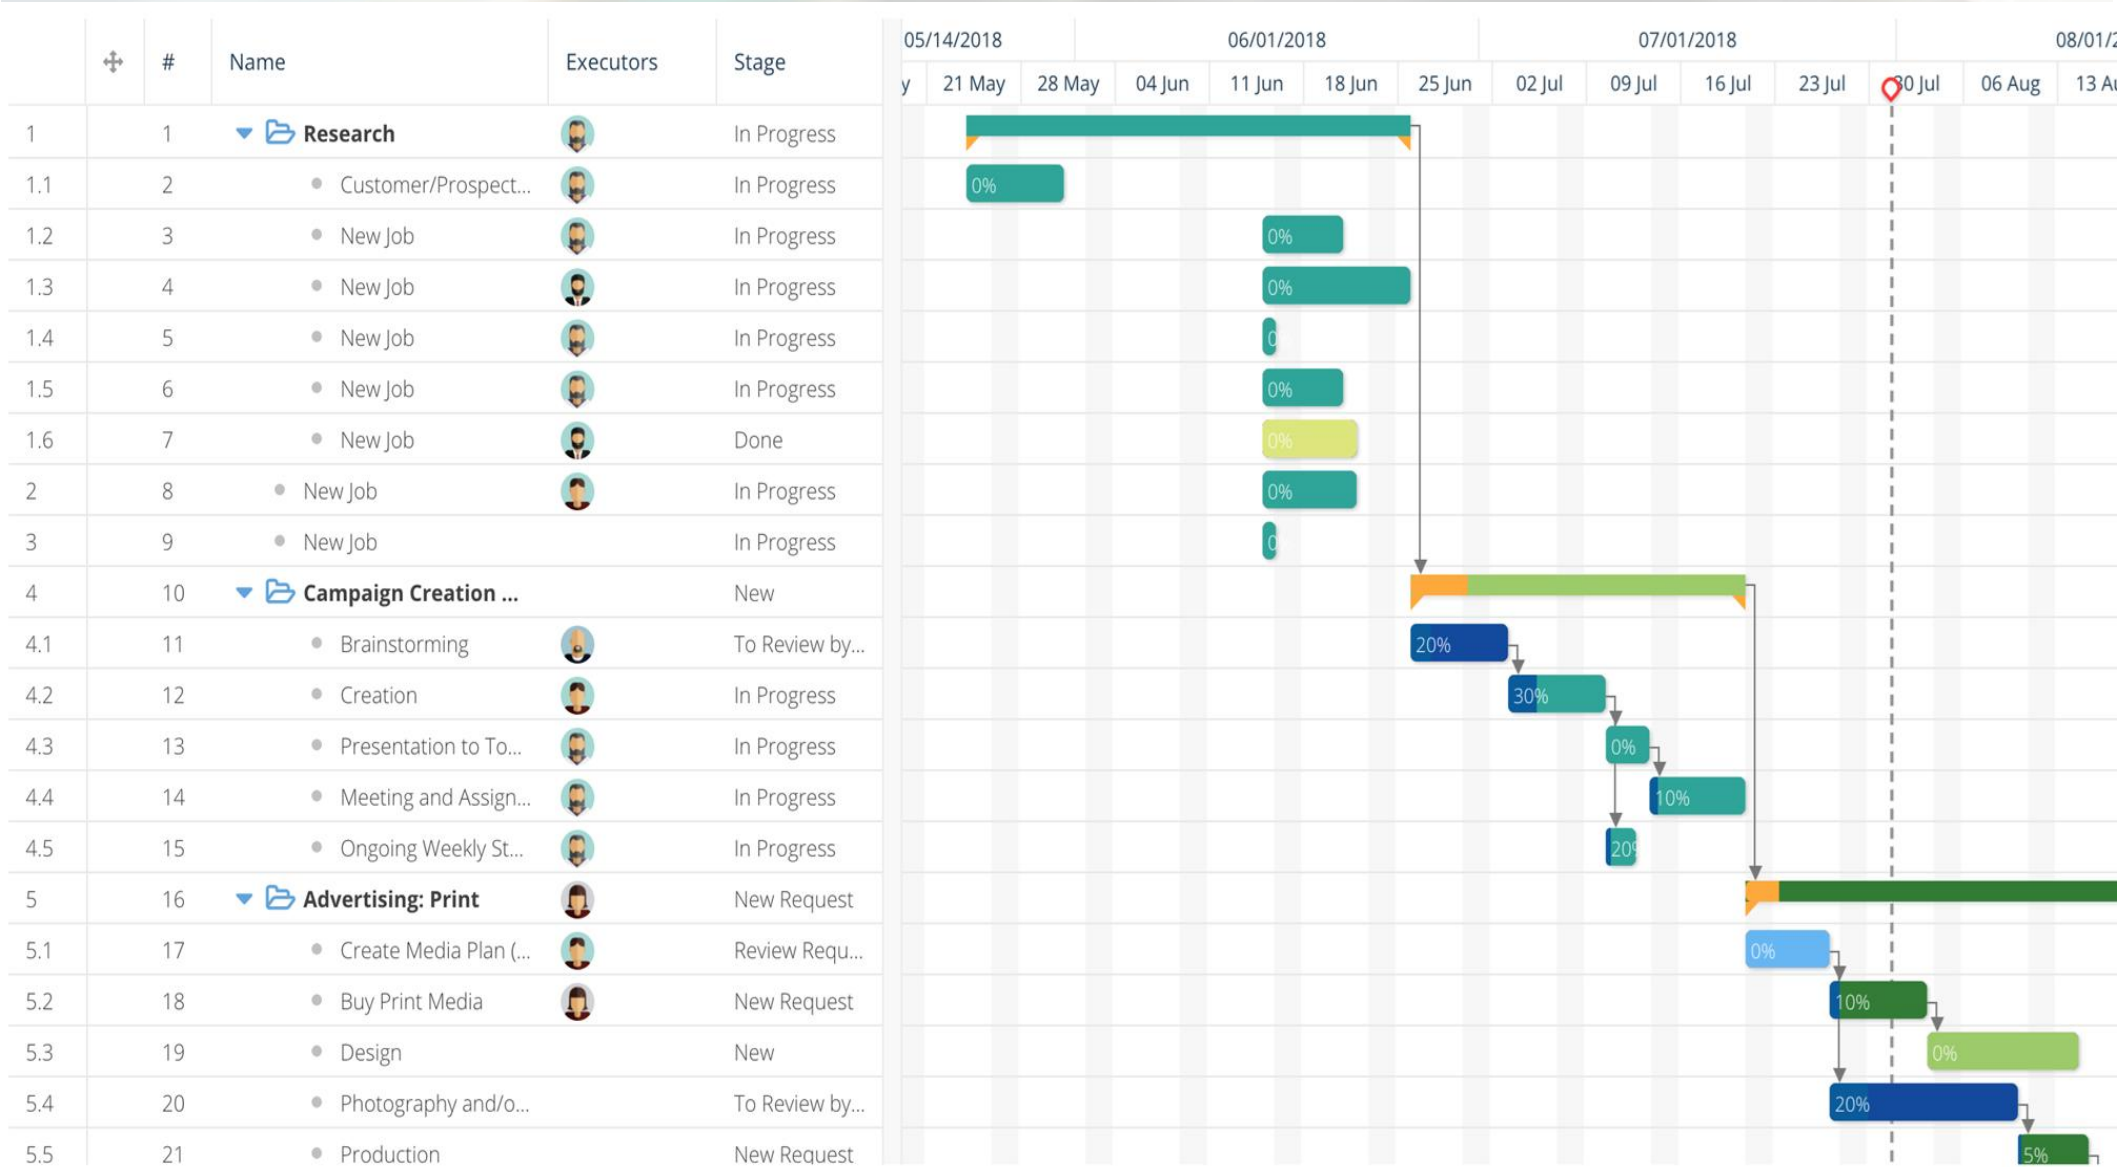 05/14/2018 06/01/2018 07/01/2018 08/01/2
# Name Executors Stage
y 21 May 28 May 04 Jun 11 Jun 18 Jun 25 Jun 02 Jul 09 Jul 16 Jul 23 Jul 30 Jul 06 Aug 13 Au
1 1 Research In Progress
1.1 2 Customer/Prospect... In Progress 0%
1.2 3 New Job In Progress 0%
1.3 4 New Job In Progress 0%
1.4 5 New Job In Progress 0
1.5 6 New Job In Progress 0%
1.6 7 New Job Done 0%
2 8 New Job In Progress 0%
3 9 New Job In Progress 0
4 10 Campaign Creation ... New
4.1 11 Brainstorming To Review by... 20%
4.2 12 Creation In Progress 30%
4.3 13 Presentation to To... In Progress 0%
4.4 14 Meeting and Assign... In Progress 10%
4.5 15 Ongoing Weekly St... In Progress 20%
5 16 Advertising: Print New Request
5.1 17 Create Media Plan (... Review Requ... 0%
5.2 18 Buy Print Media New Request 10%
5.3 19 Design New 0%
5.4 20 Photography and/o... To Review by... 20%
5.5 21 Production New Request 5%